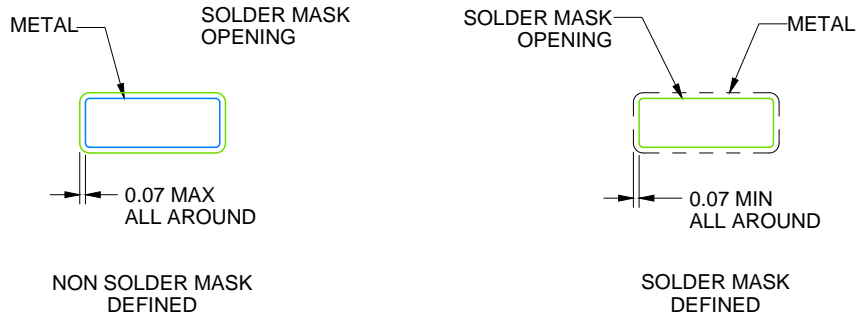 METAL
SOLDER MASK
OPENING
0.07 MAX
ALL AROUND
NON SOLDER MASK
DEFINED
SOLDER MASK
OPENING
METAL
0.07 MIN
ALL AROUND
SOLDER MASK
DEFINED